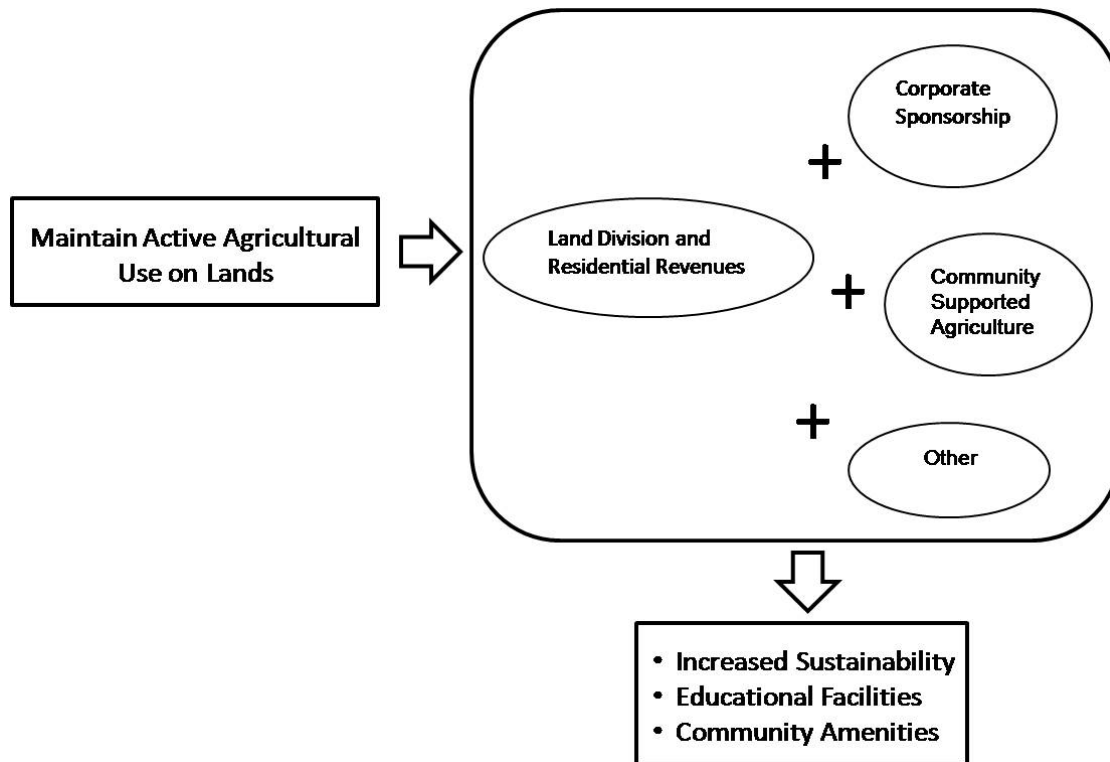 Maintain Active Agricultural
Use on Lands
Land Division and
Residential Revenues
+
Corporate
Sponsorship
+
Community
Supported
Agriculture
+
Other
• Increased Sustainability
• Educational Facilities
• Community Amenities